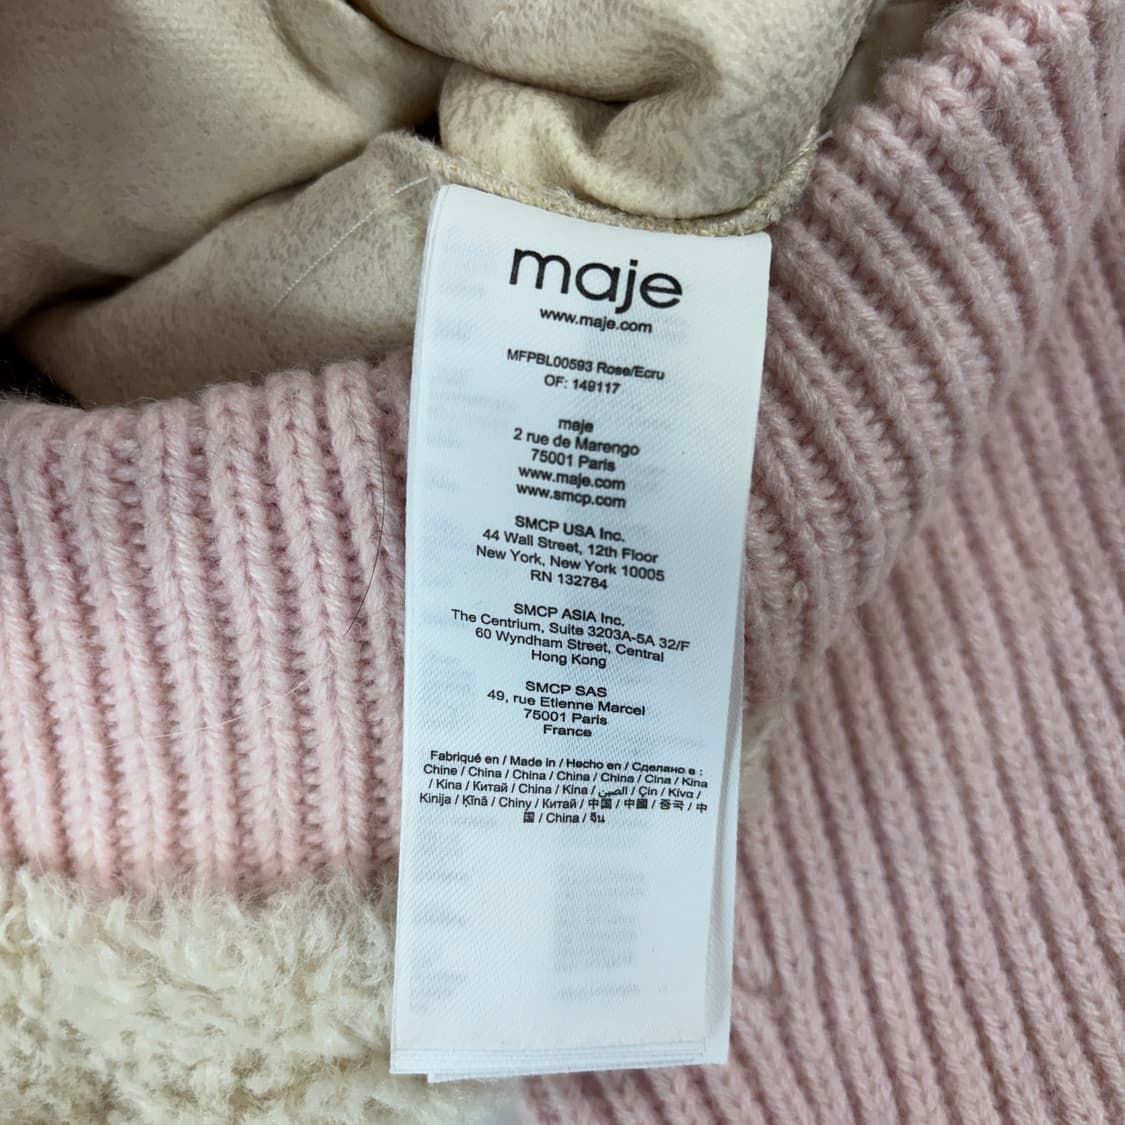 maje
www.maje.com
MFPBL00593 Rose/Ecru
OF: 149117
maje
2 rue de Marengo
75001 Paris
www.maje.com
www.smcp.com
SMCP USA Inc.
44 Wall Street, 12th Floor
New York, New York 10005
RN 132784
SMCP ASIA Inc.
The Centrium, Suite 3203A-5A 32/F
60 Wyndham Street, Central
Hong Kong
SMCP SAS
49, rue Etienne Marcel
75001 Paris
France
Fabriqué en / Made in / Hecho en / Сделано в :
Chine / China / China / China / China / Cina / Kina
/ Kina / Китай / China / Kina / الصين / Çin / Κίνα /
Kinija / Ķīnā / Chiny / Китай / 中国 / 中國 / 중국 / 中
国 / China / จีน